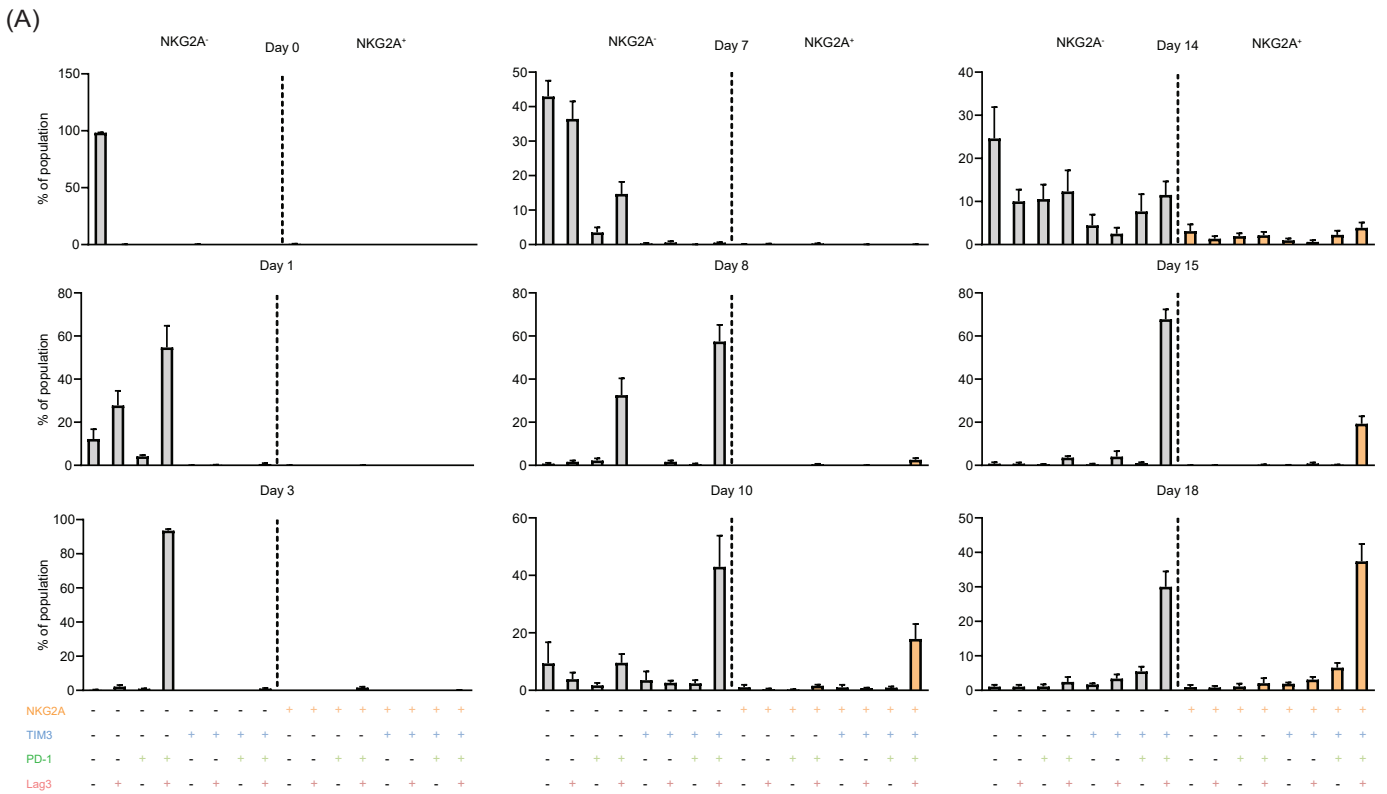 (A)
NKG2A- Day 0 NKG2A+
NKG2A- Day 7 NKG2A+
NKG2A- Day 14 NKG2A+
% of population
150
100
50
0
50
40
30
20
10
0
40
30
20
10
0
Day 1
Day 8
Day 15
% of population
80
60
40
20
0
80
60
40
20
0
80
60
40
20
0
Day 3
Day 10
Day 18
% of population
100
80
60
40
20
0
60
40
20
0
50
40
30
20
10
0
NKG2A - - - - - - - - + + + + + + + + - - - - - - - - + + + + + + + + - - - - - - - - + + + + + + + +
TIM3 - - - - + + + + - - - - + + + + - - - - + + + + - - - - + + + + - - - - + + + + - - - - + + + +
PD-1 - - + + - - + + - - + + - - + + - - + + - - + + - - + + - - + + - - + + - - + + - - + + - - + +
Lag3 - + - + - + - + - + - + - + - + - + - + - + - + - + - + - + - + - + - + - + - + - + - + - + - +